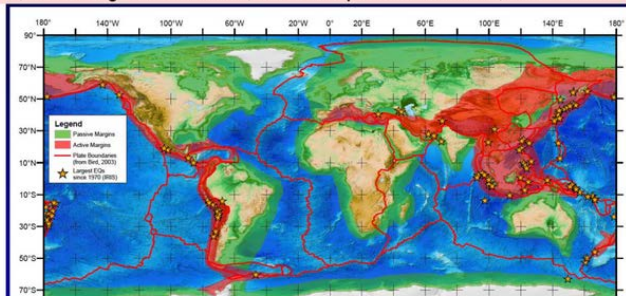 180° 140° 100° 60°W 20°W 20°E 60°E 100°E 140°E 180°
90°
70°N
50°N
30°N
10°N
10°S
30°S
50°S
70°S
Legend
Passive Margins
Active Margins
Plate Boundaries
(from Bird, 2003)
Largest EQs
since 1970 (IRIS)